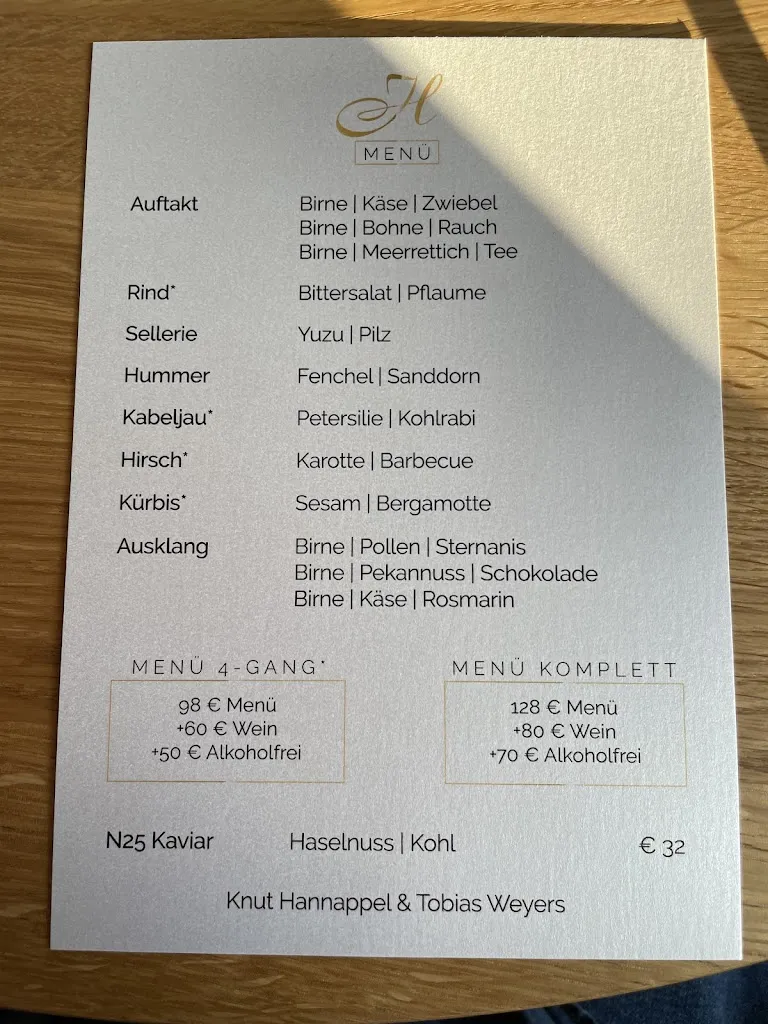 H
MENÜ
Auftakt Birne | Käse | Zwiebel
Birne | Bohne | Rauch
Birne | Meerrettich | Tee
Rind* Bittersalat | Pflaume
Sellerie Yuzu | Pilz
Hummer Fenchel | Sanddorn
Kabeljau* Petersilie | Kohlrabi
Hirsch* Karotte | Barbecue
Kürbis* Sesam | Bergamotte
Ausklang Birne | Pollen | Sternanis
Birne | Pekannuss | Schokolade
Birne | Käse | Rosmarin
MENÜ 4-GANG*
98 € Menü
+60 € Wein
+50 € Alkoholfrei
MENÜ KOMPLETT
128 € Menü
+80 € Wein
+70 € Alkoholfrei
N25 Kaviar Haselnuss | Kohl € 32
Knut Hannappel & Tobias Weyers